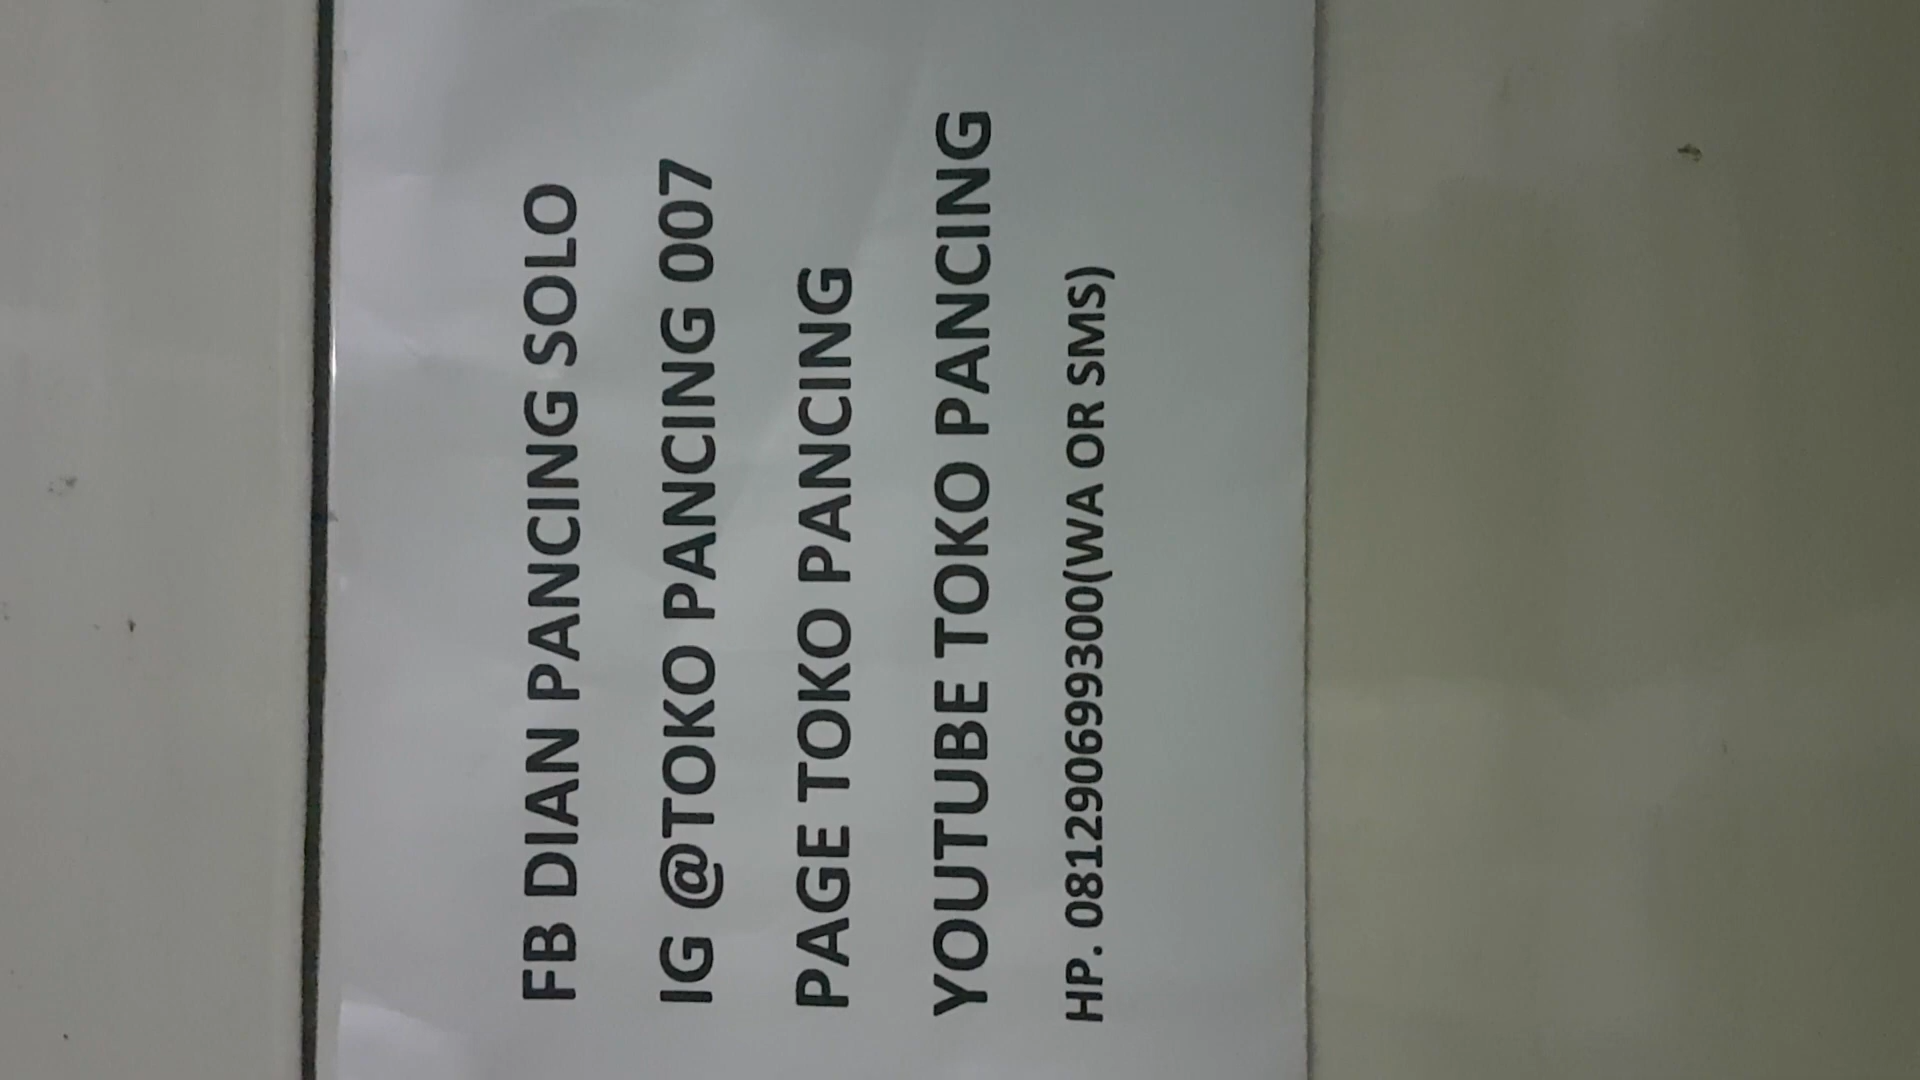 FB DIAN PANCING SOLO
IG @TOKO PANCING 007
PAGE TOKO PANCING
YOUTUBE TOKO PANCING
HP. 081290699300(WA OR SMS)